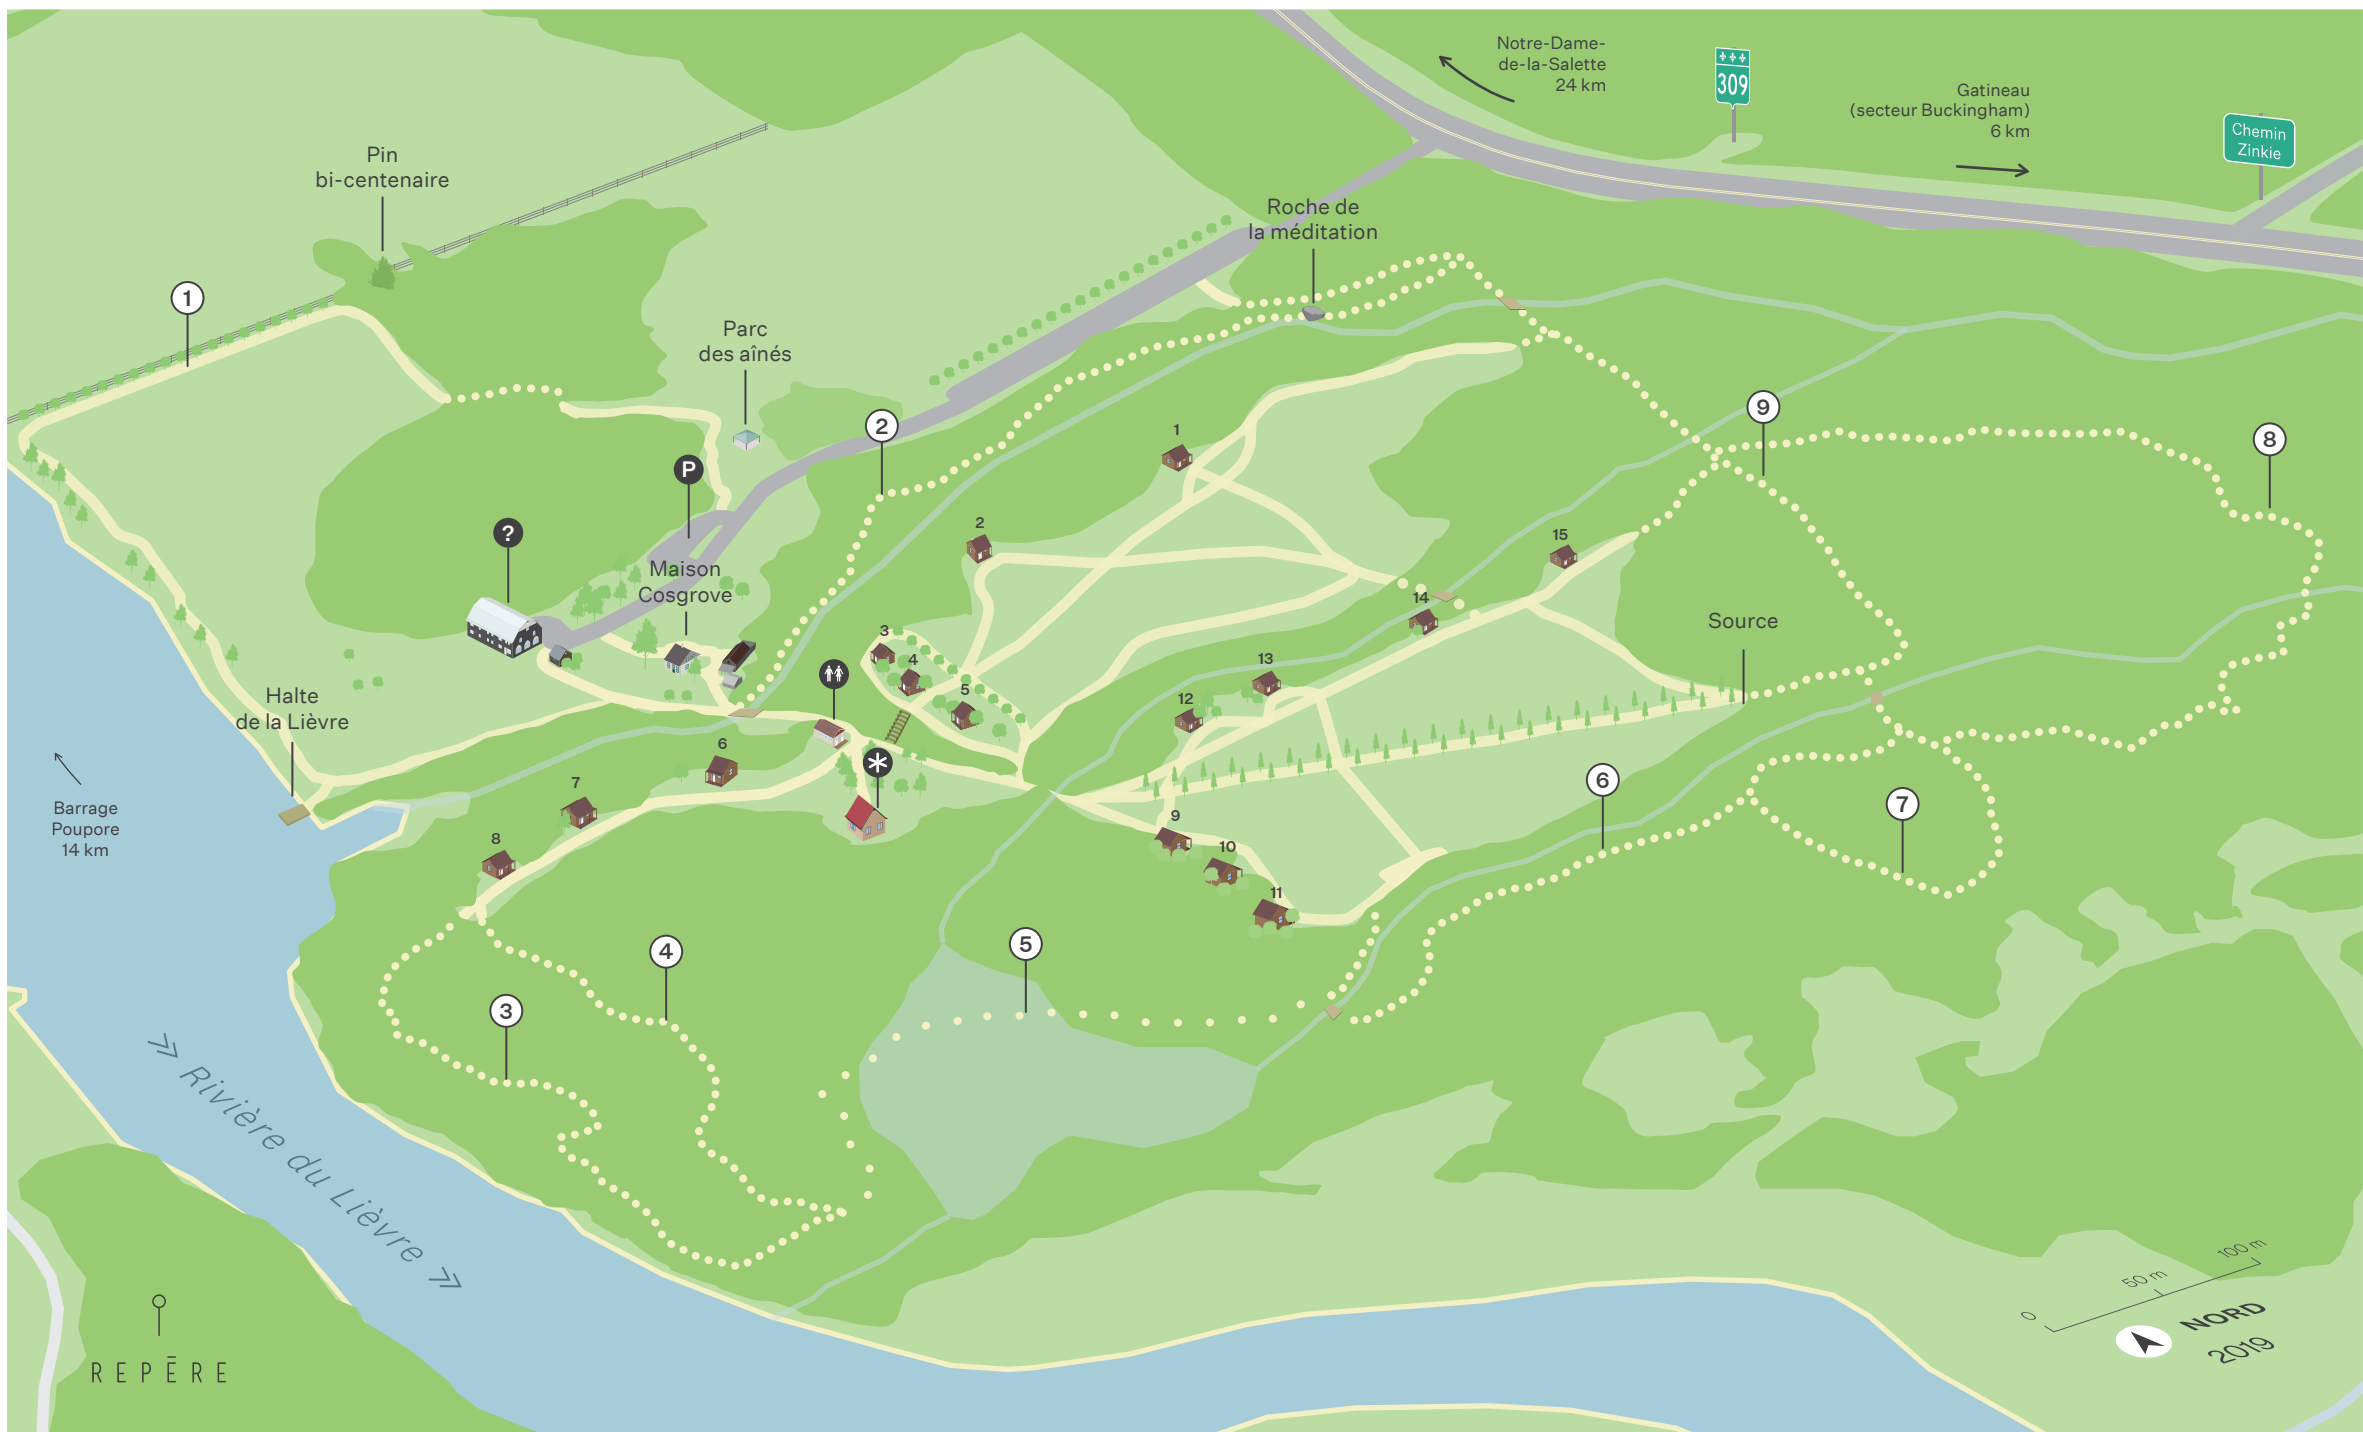 Notre-Dame-
de-la-Salette
24 km
309
Gatineau
(secteur Buckingham)
6 km
Chemin
Zinkie
Pin
bi-centenaire
Roche de
la méditation
1
Parc
des aînés
2
9
8
1
P
2
15
?
Maison
Cosgrove
14
Source
3
4
13
5
12
Halte
de la Lièvre
6
7
6
7
Barrage
Poupore
14 km
*
8
9
10
11
4
5
3
>> Rivière du Lièvre >>
0
50 m
100 m
NORD
2019
REPĒRE